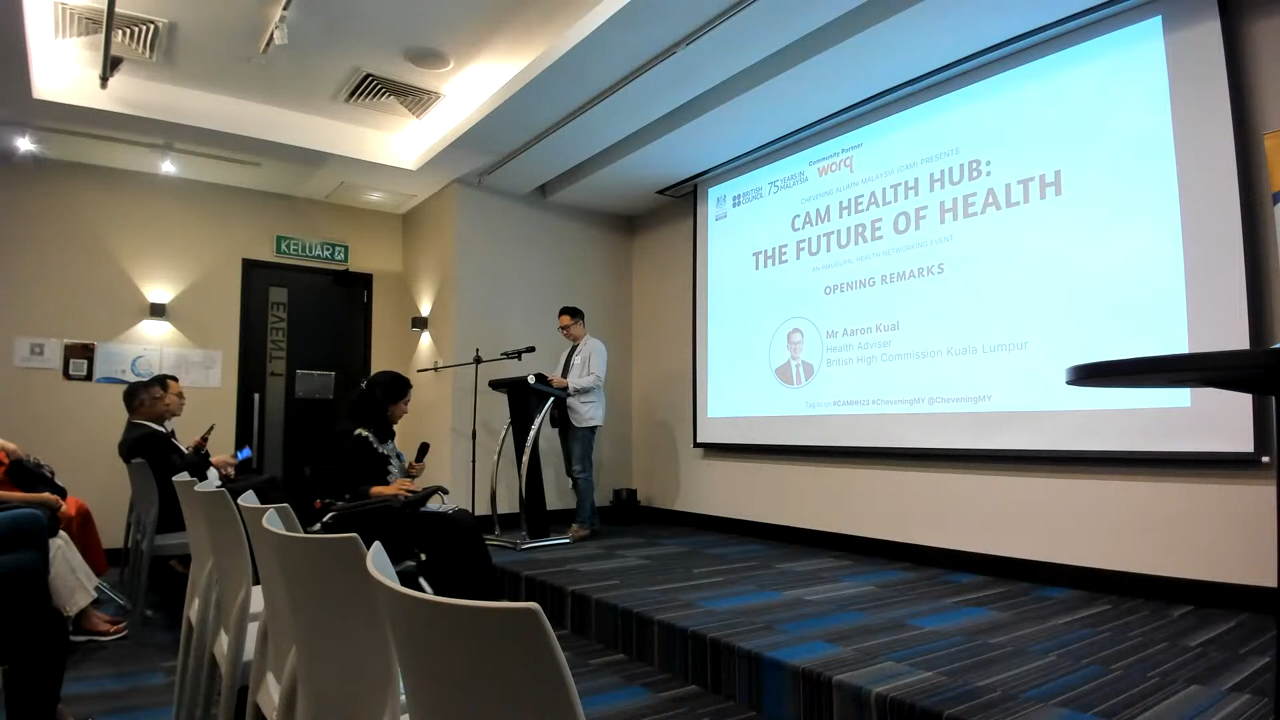 KELUAR
EVENT 1
BRITISH COUNCIL
75 YEARS IN MALAYSIA
Community Partner
worq
CHEVENING ALUMNI MALAYSIA (CAM) PRESENTS
CAM HEALTH HUB:
THE FUTURE OF HEALTH
AN INAUGURAL HEALTH NETWORKING EVENT
OPENING REMARKS
Mr Aaron Kual
Health Adviser
British High Commission Kuala Lumpur
Tag us on #CAMHH23 #CheveningMY @CheveningMY